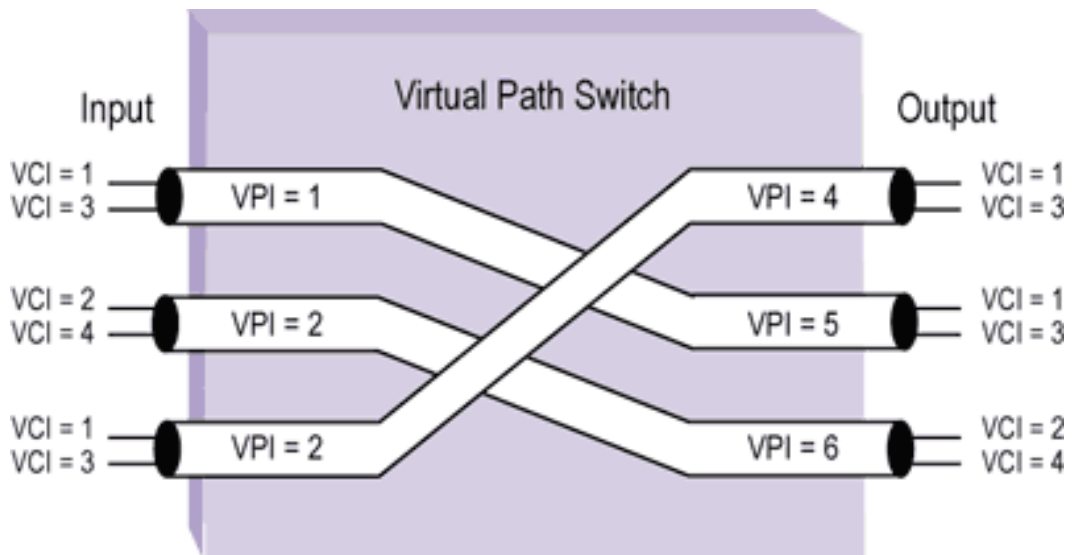 Virtual Path Switch
Input
Output
VCI = 1
VCI = 3
VPI = 1
VPI = 4
VCI = 1
VCI = 3
VCI = 2
VCI = 4
VPI = 2
VPI = 5
VCI = 1
VCI = 3
VCI = 1
VCI = 3
VPI = 2
VPI = 6
VCI = 2
VCI = 4